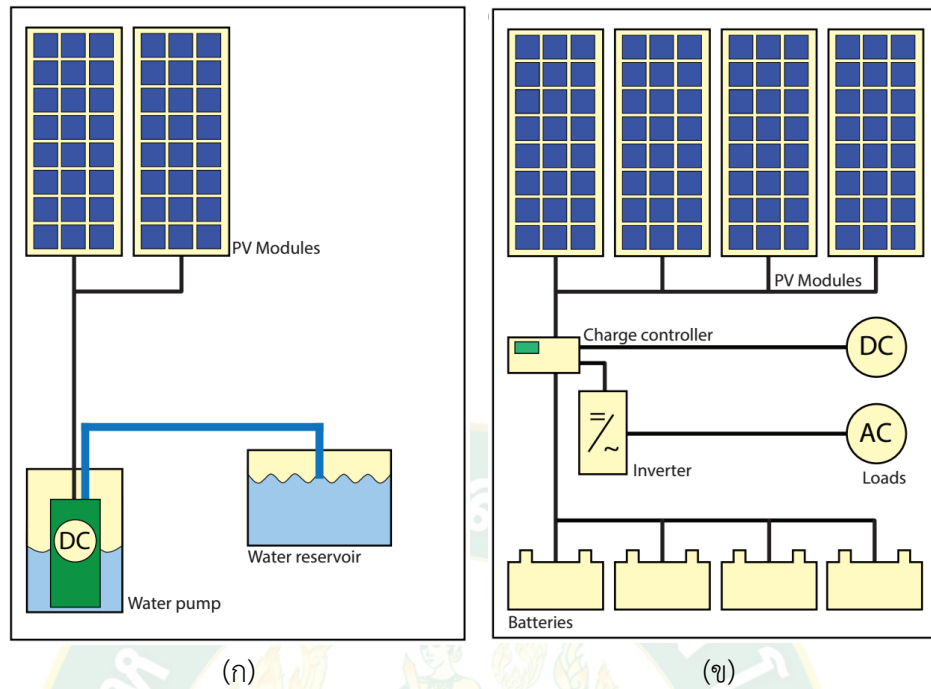 PV Modules
DC
Water pump
Water reservoir
(ก)
PV Modules
Charge controller
DC
AC
Inverter
Loads
Batteries
(ข)